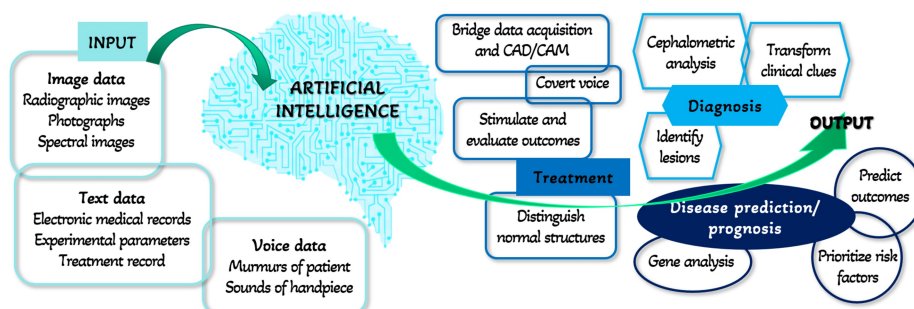 INPUT
Image data
Radiographic images
Photographs
Spectral images
Text data
Electronic medical records
Experimental parameters
Treatment record
Voice data
Murmurs of patient
Sounds of handpiece
ARTIFICIAL
INTELLIGENCE
Bridge data acquisition
and CAD/CAM
Covert voice
Stimulate and
evaluate outcomes
Treatment
Distinguish
normal structures
Cephalometric
analysis
Transform
clinical clues
Diagnosis
Identify
lesions
OUTPUT
Disease prediction/
prognosis
Predict
outcomes
Gene analysis
Prioritize risk
factors